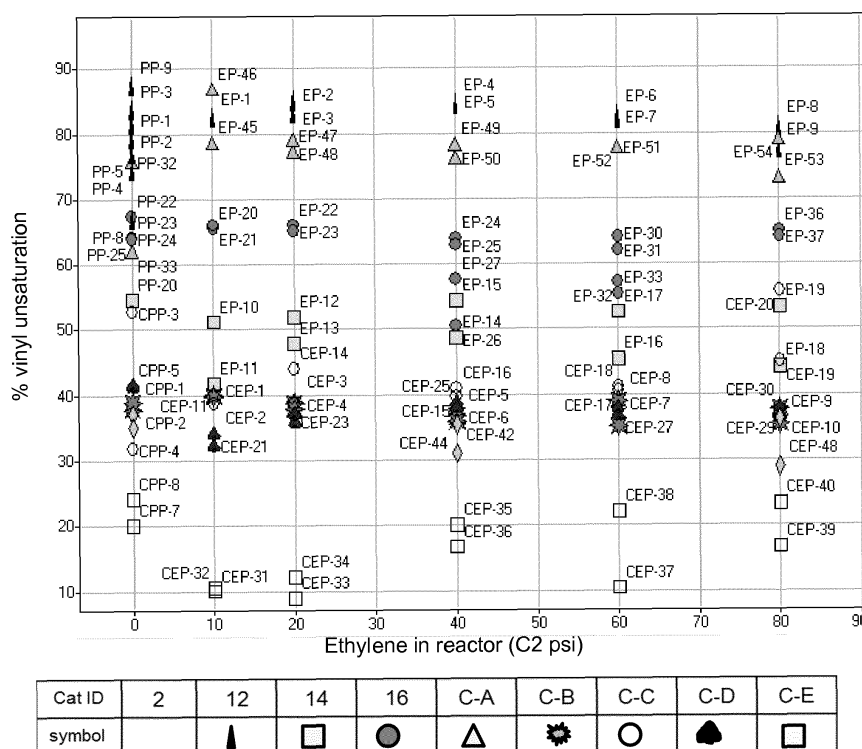 90 PP-9 EP-46
PP-3 EP-1 EP-2 EP-4 EP-6
EP-5 EP-8
80 PP-1 EP-45 EP-3 EP-7
EP-47 EP-49 EP-9
PP-2 EP-48 EP-52 EP-51 EP-54
PP-5 PP-32 EP-50 EP-53
PP-4
70
PP-22
PP-23 EP-20 EP-22 EP-24 EP-30 EP-36
PP-8 PP-24 EP-21 EP-23 EP-25 EP-31 EP-37
PP-25
60 PP-33 EP-27 EP-33
PP-20 EP-15 EP-32 EP-17 EP-19
CPP-3 EP-10 EP-12 EP-14 CEP-20
50 EP-13 EP-26 EP-16 EP-18
CPP-5 EP-11 CEP-14 CEP-16 CEP-18 CEP-8 CEP-19
40 CPP-1 CEP-1 CEP-3 CEP-25 CEP-5 CEP-30
CEP-11 CEP-4 CEP-15 CEP-17 CEP-7 CEP-9
CPP-2 CEP-2 CEP-23 CEP-6 CEP-27 CEP-29 CEP-10
CPP-4 CEP-21 CEP-44 CEP-42 CEP-48
30
CPP-8 CEP-35 CEP-38 CEP-40
20 CPP-7 CEP-36 CEP-39
CEP-32 CEP-31 CEP-34 CEP-37
10 CEP-33
% vinyl unsaturation
0 10 20 30 40 50 60 70 80 90
Ethylene in reactor (C2 psi)
Cat ID 2 12 14 16 C-A C-B C-C C-D C-E
symbol